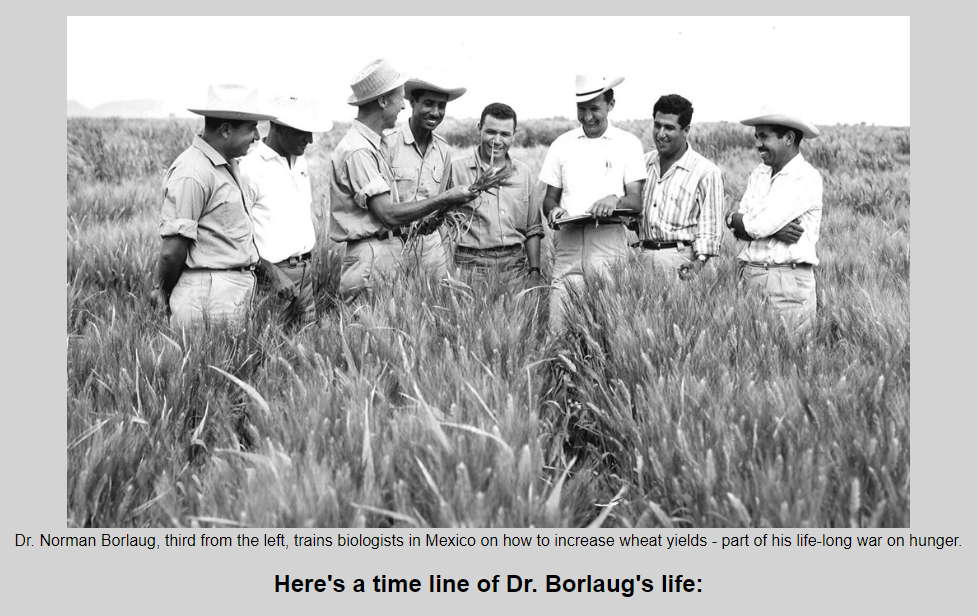 Dr. Norman Borlaug, third from the left, trains biologists in Mexico on how to increase wheat yields - part of his life-long war on hunger.
Here's a time line of Dr. Borlaug's life: